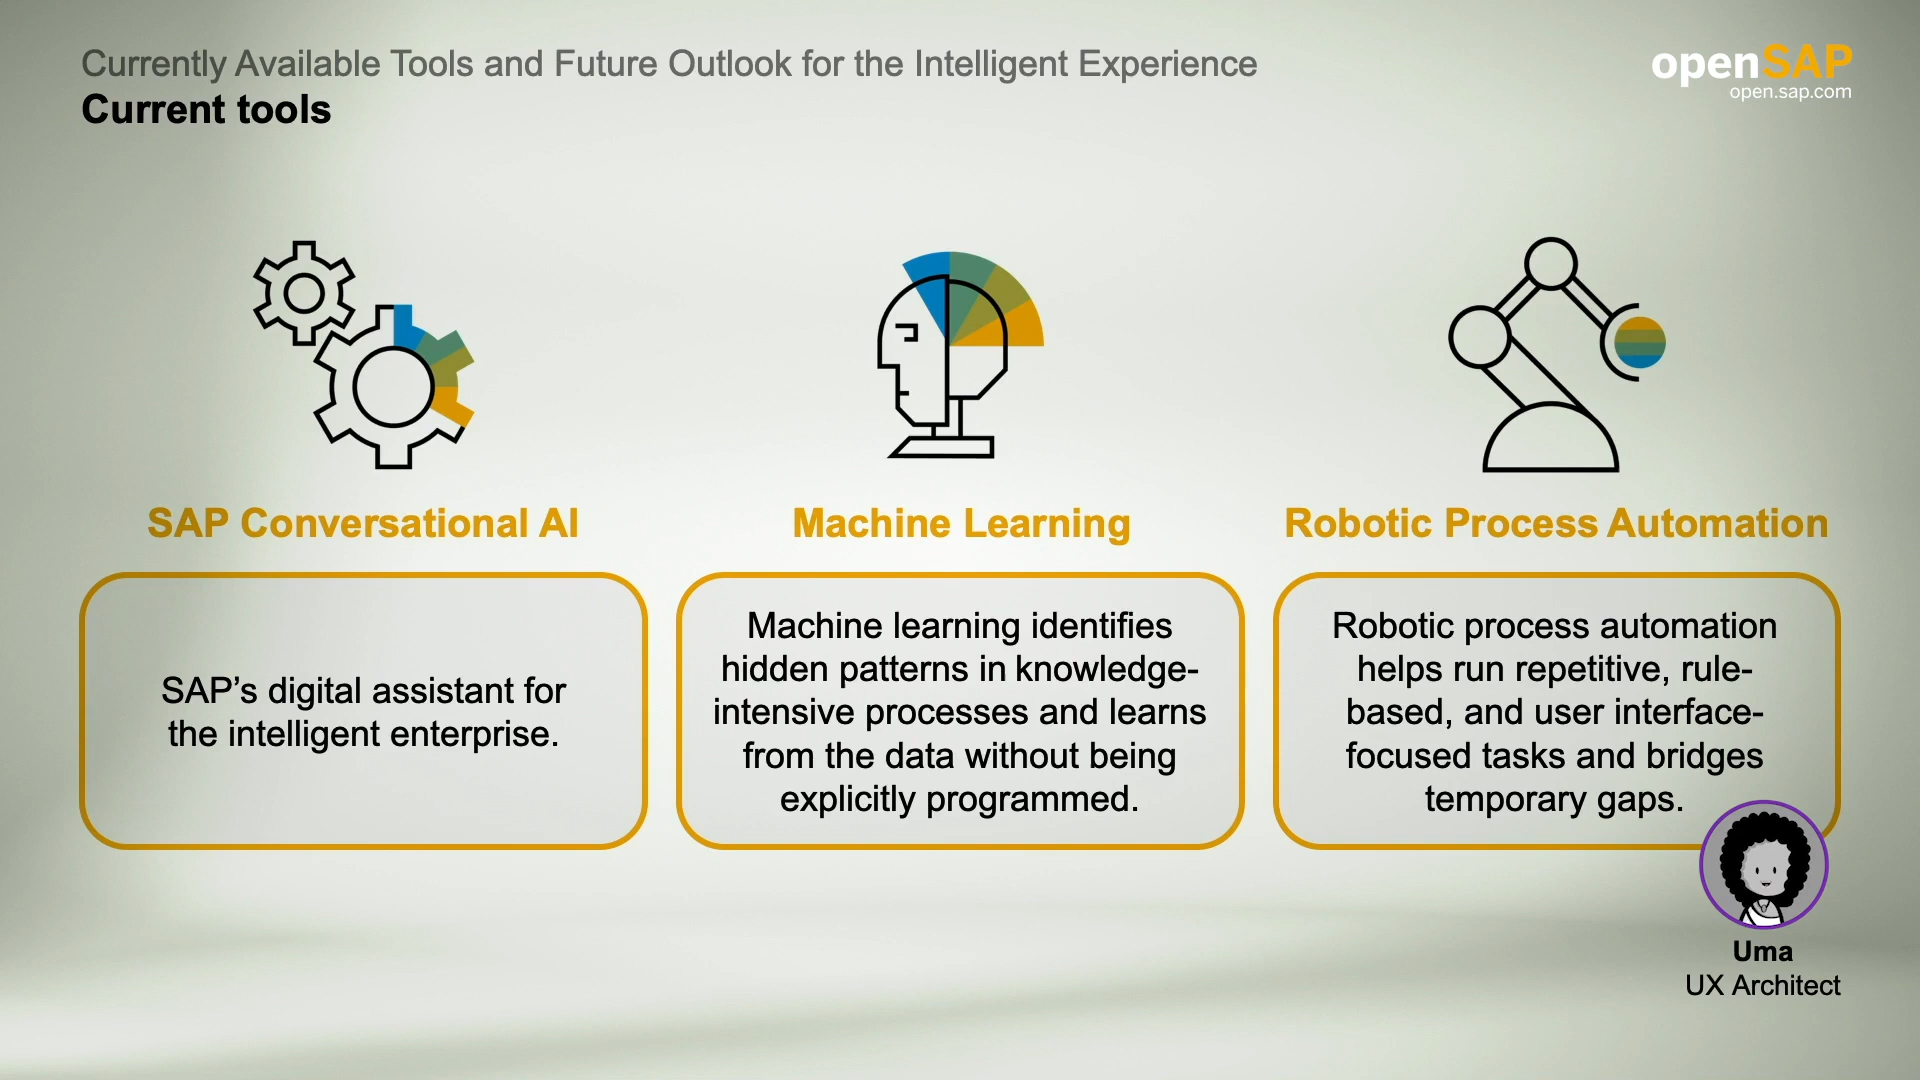 Currently Available Tools and Future Outlook for the Intelligent Experience
Current tools
openSAP
open.sap.com
SAP Conversational AI
SAP’s digital assistant for
the intelligent enterprise.
Machine Learning
Machine learning identifies
hidden patterns in knowledge-
intensive processes and learns
from the data without being
explicitly programmed.
Robotic Process Automation
Robotic process automation
helps run repetitive, rule-
based, and user interface-
focused tasks and bridges
temporary gaps.
Uma
UX Architect